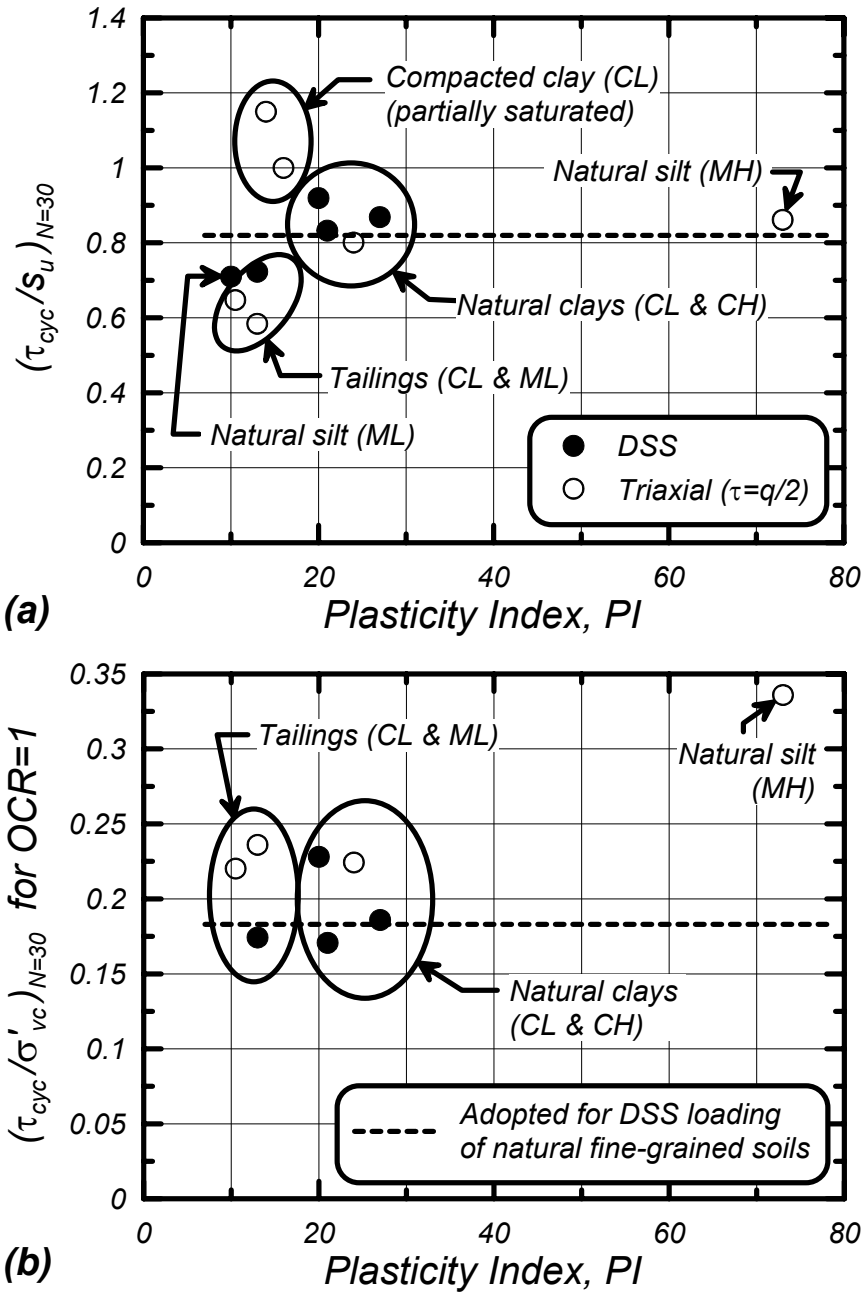 1.4
1.2
1
0.8
0.6
0.4
0.2
0
(τcyc/su)N=30
Compacted clay (CL)
(partially saturated)
Natural silt (MH)
Natural clays (CL & CH)
Tailings (CL & ML)
Natural silt (ML)
DSS
Triaxial (τ=q/2)
0 20 40 60 80
(a)
Plasticity Index, PI
0.35
0.3
0.25
0.2
0.15
0.1
0.05
0
(τcyc/σ'vc)N=30 for OCR=1
Tailings (CL & ML)
Natural silt
(MH)
Natural clays
(CL & CH)
Adopted for DSS loading
of natural fine-grained soils
0 20 40 60 80
(b)
Plasticity Index, PI